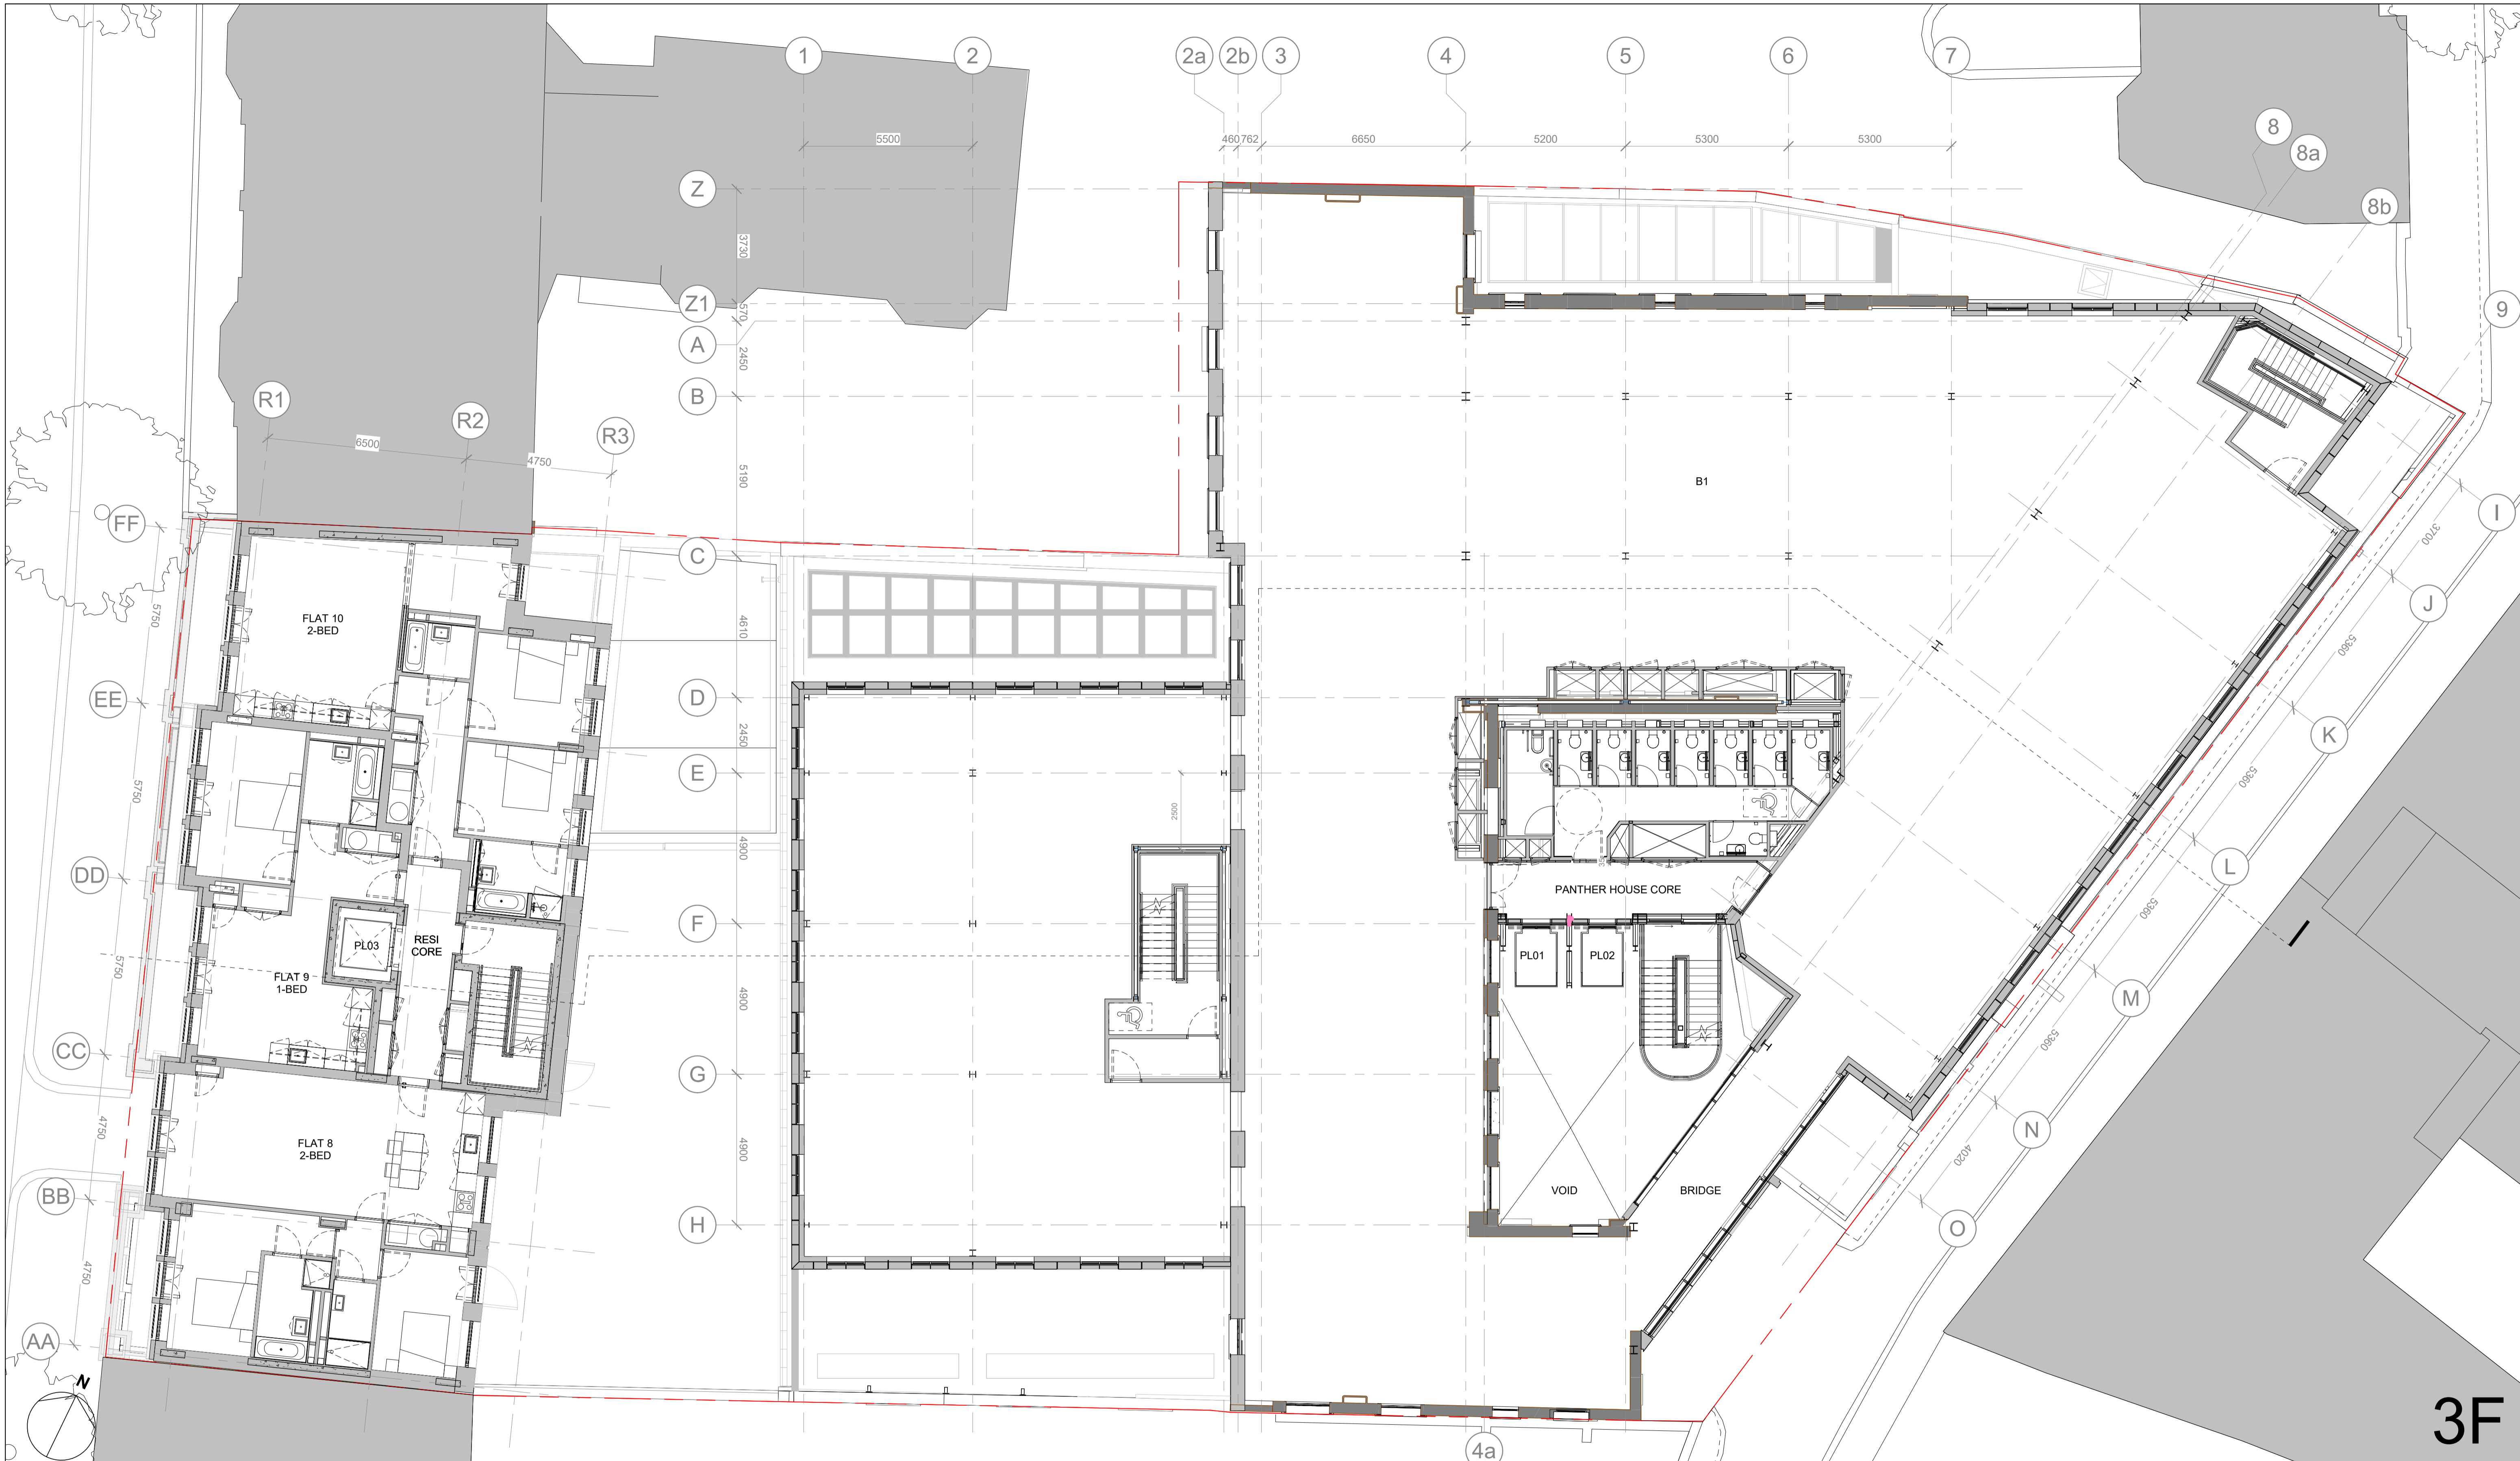 1
2
2a
2b
3
4
5
6
7
8
8a
8b
9
5500
460
762
6650
5200
5300
5300
Z
3730
Z1
570
A
2450
B
5190
C
4610
D
2450
E
4900
F
4900
G
4900
H
R1
R2
R3
6500
4750
FF
5750
EE
5750
DD
5750
CC
4750
BB
4750
AA
I
3700
J
5360
K
5360
L
5360
M
5360
N
4020
O
B1
FLAT 10
2-BED
2500
PANTHER HOUSE CORE
PL03
RESI
CORE
PL01
PL02
FLAT 9
1-BED
FLAT 8
2-BED
VOID
BRIDGE
N
4a
3F